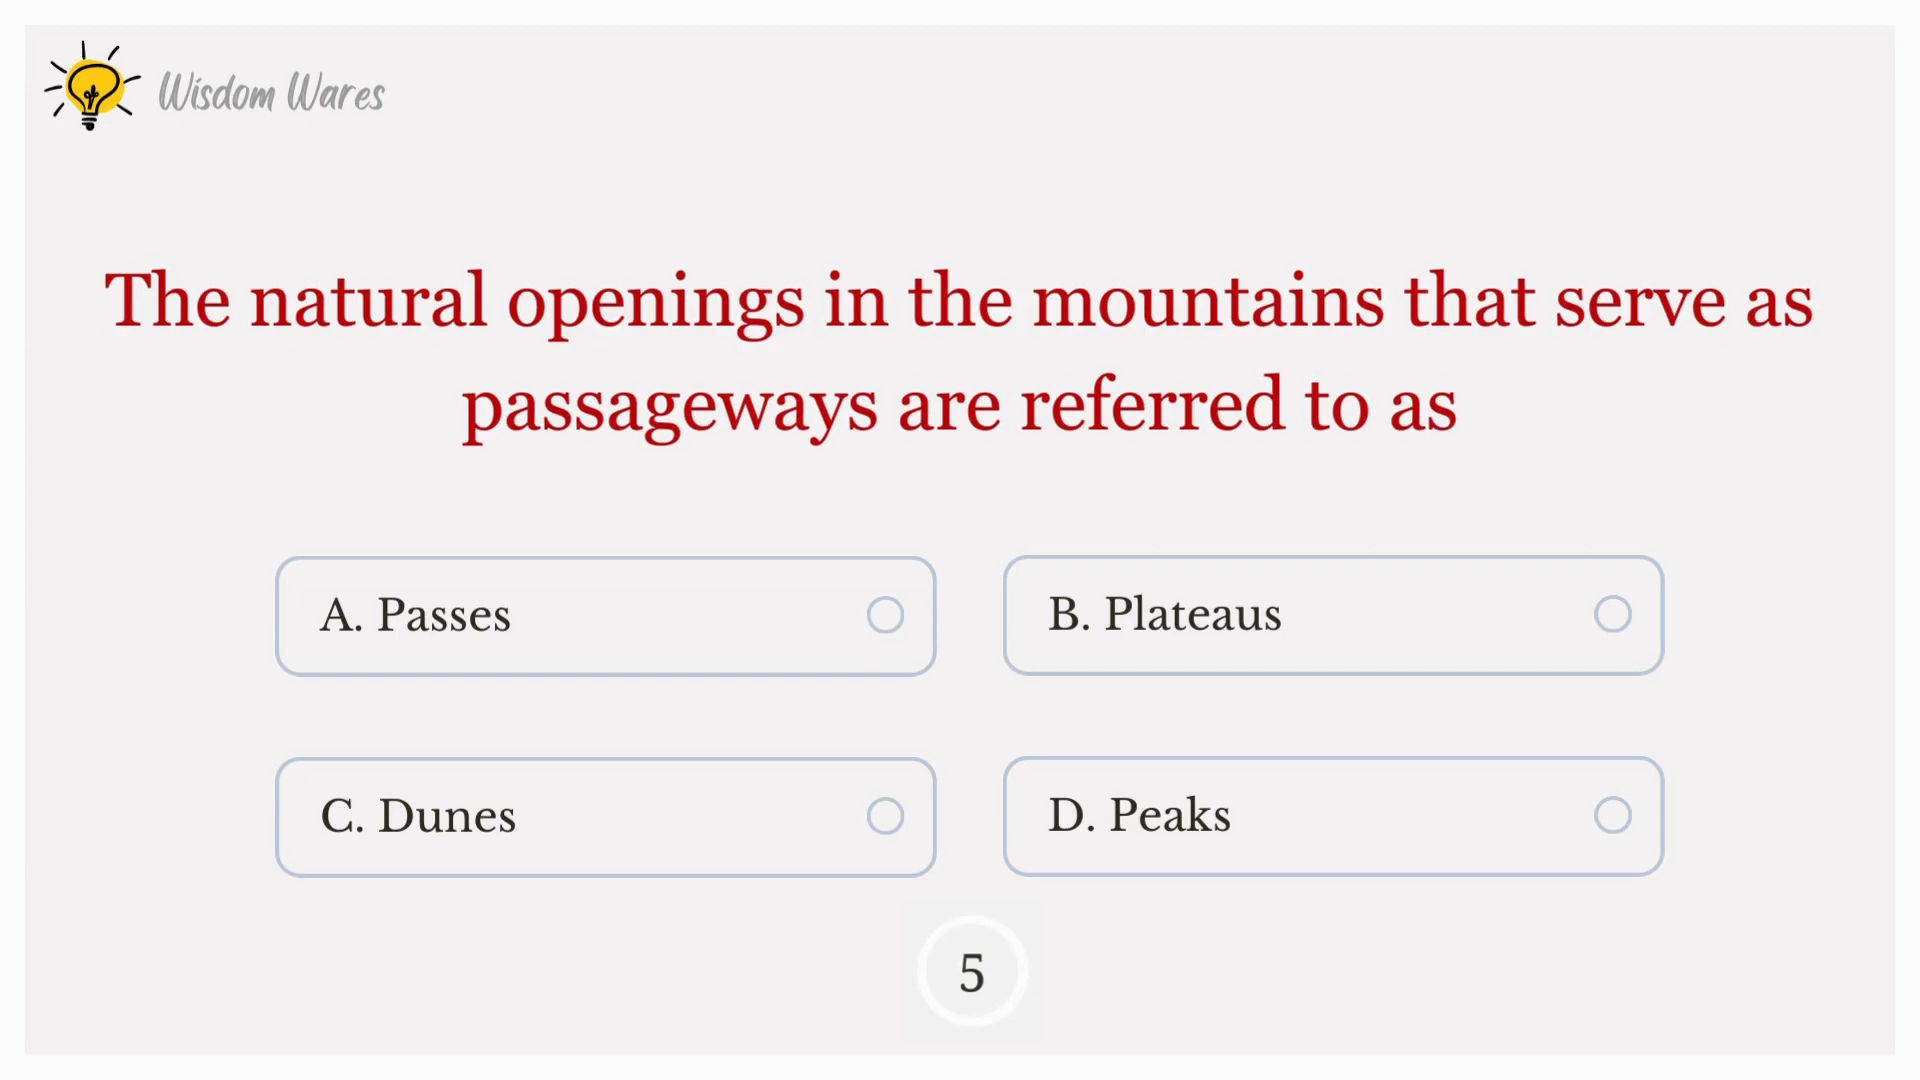 Wisdom Wares
The natural openings in the mountains that serve as
passageways are referred to as
A. Passes
B. Plateaus
C. Dunes
D. Peaks
5